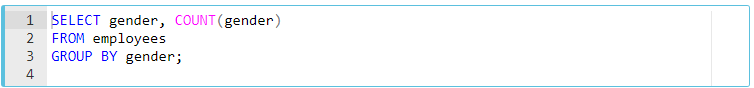 1 SELECT gender, COUNT(gender)
2 FROM employees
3 GROUP BY gender;
4